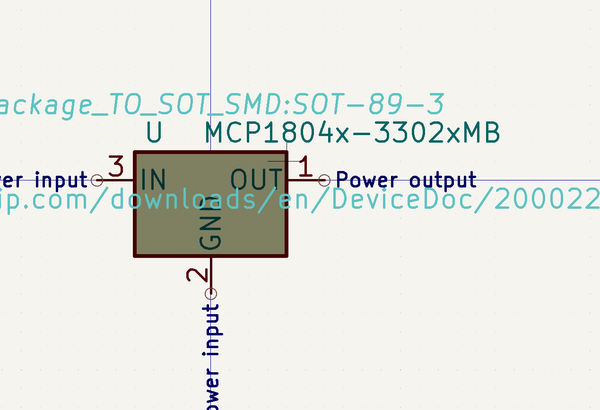 ackage_TO_SOT_SMD:SOT-89-3
U MCP1804x-3302xMB
3 1
er input IN OUT Power output
ip.com/downloads/en/DeviceDoc/200022
GND
2
ower input